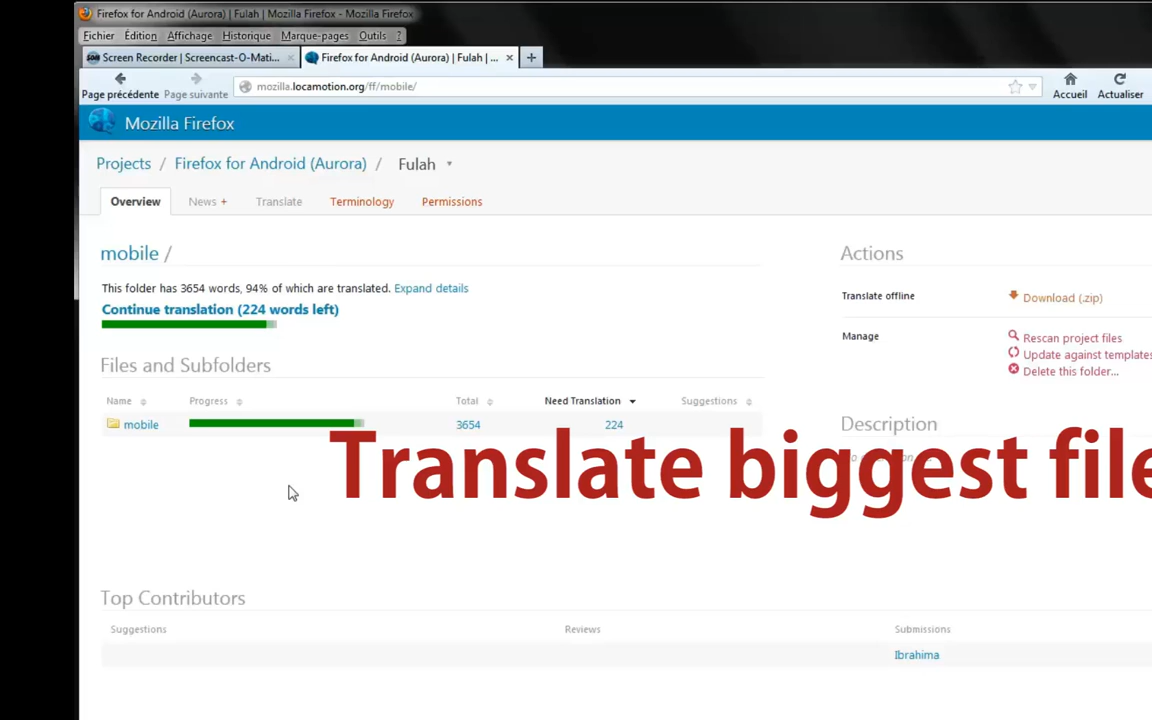 Firefox for Android (Aurora) | Fulah | Mozilla Firefox - Mozilla Firefox
Fichier Édition Affichage Historique Marque-pages Outils ?
Screen Recorder | Screencast-O-Mati... Firefox for Android (Aurora) | Fulah | ...
Page précédente Page suivante mozilla.locamotion.org/ff/mobile/ Accueil Actualiser
Mozilla Firefox
Projects / Firefox for Android (Aurora) / Fulah
Overview News + Translate Terminology Permissions
mobile /
This folder has 3654 words, 94% of which are translated. Expand details
Continue translation (224 words left)
Files and Subfolders
Name Progress Total Need Translation Suggestions
mobile 3654 224
Actions
Translate offline Download (.zip)
Manage Rescan project files
Update against templates
Delete this folder...
Description
Translate biggest file
Top Contributors
Suggestions Reviews Submissions
Ibrahima